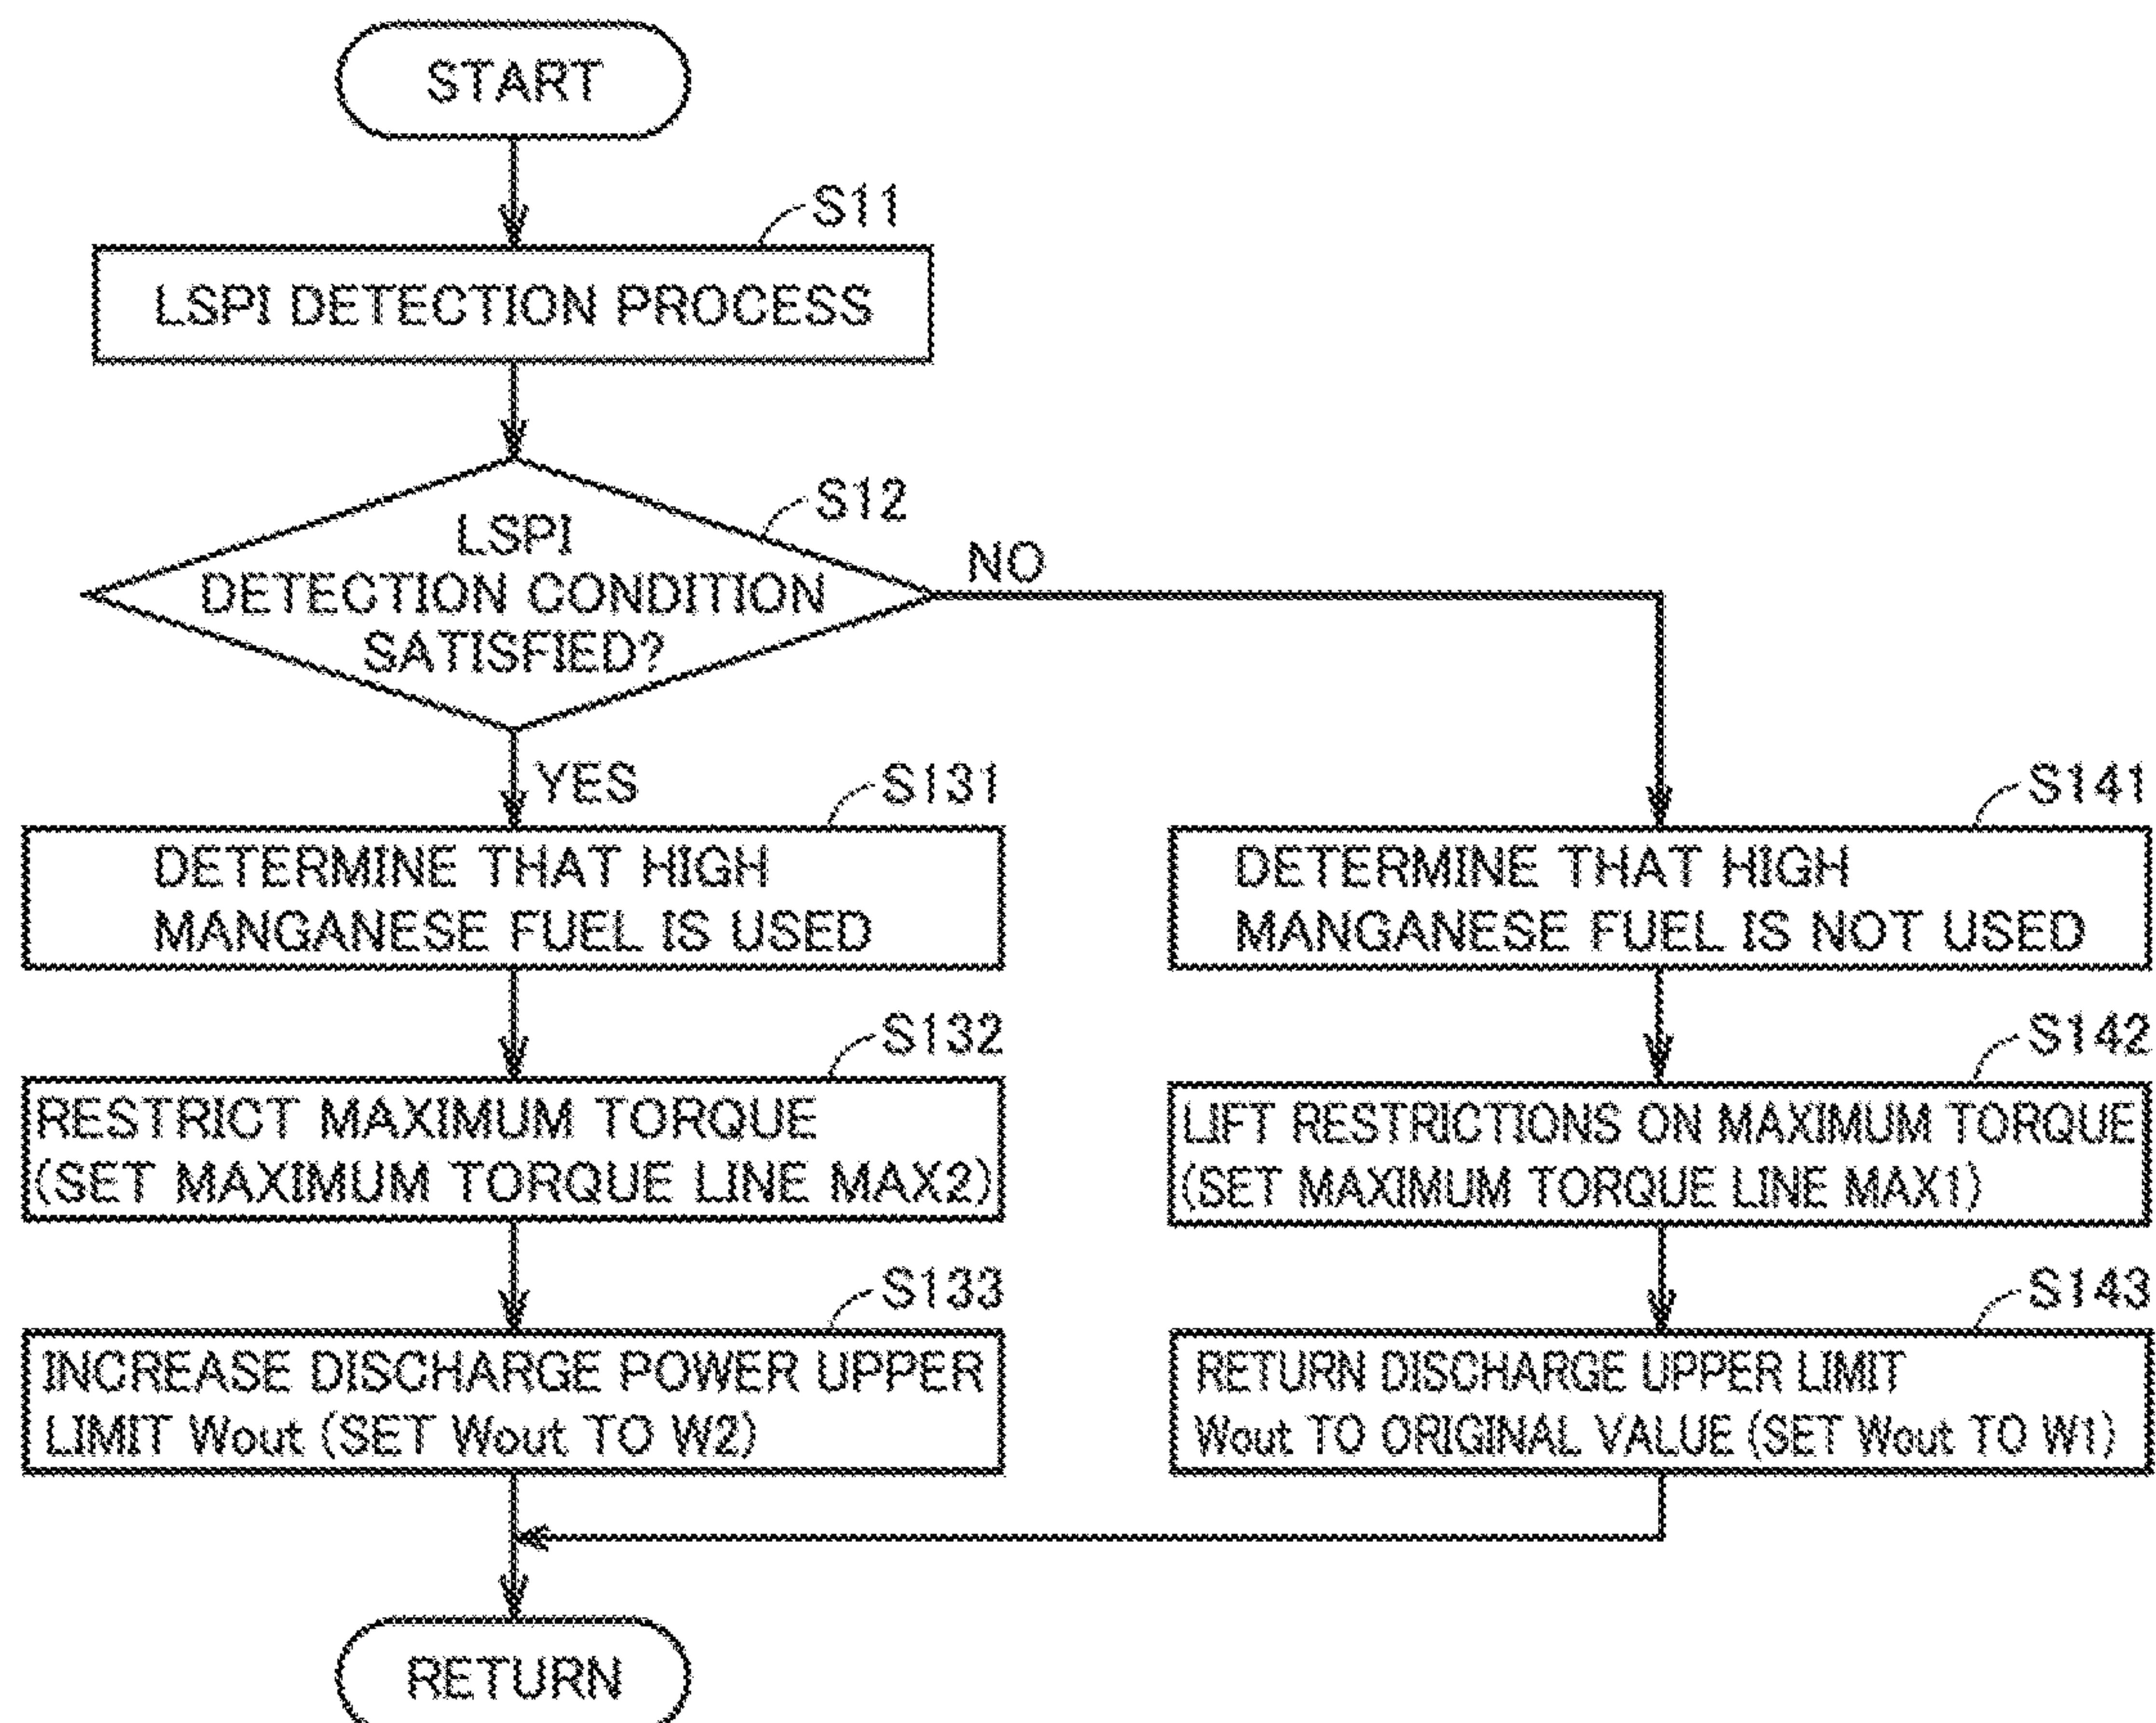 START
S11
LSPI DETECTION PROCESS
S12
LSPI
DETECTION CONDITION
SATISFIED?
NO
YES
S131
DETERMINE THAT HIGH
MANGANESE FUEL IS USED
S141
DETERMINE THAT HIGH
MANGANESE FUEL IS NOT USED
S132
RESTRICT MAXIMUM TORQUE
(SET MAXIMUM TORQUE LINE MAX2)
S142
LIFT RESTRICTIONS ON MAXIMUM TORQUE
(SET MAXIMUM TORQUE LINE MAX1)
S133
INCREASE DISCHARGE POWER UPPER
LIMIT Wout (SET Wout TO W2)
S143
RETURN DISCHARGE UPPER LIMIT
Wout TO ORIGINAL VALUE (SET Wout TO W1)
RETURN